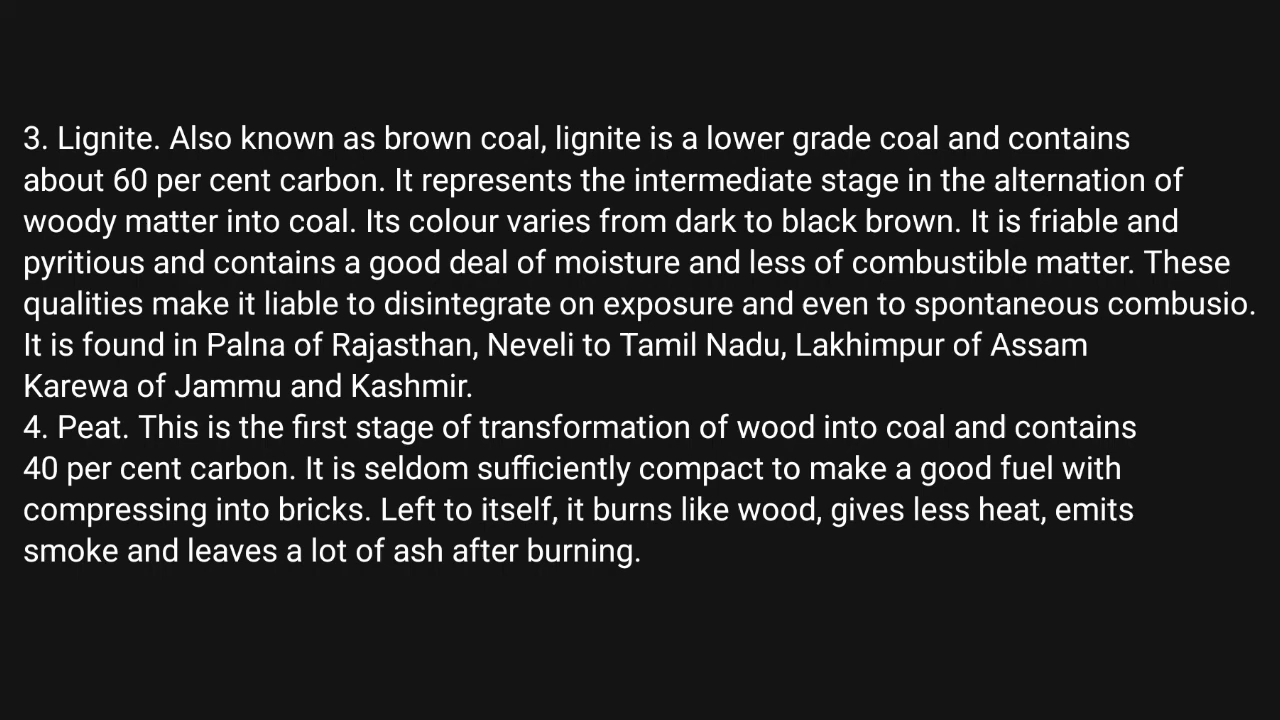 3. Lignite. Also known as brown coal, lignite is a lower grade coal and contains
about 60 per cent carbon. It represents the intermediate stage in the alternation of
woody matter into coal. Its colour varies from dark to black brown. It is friable and
pyritious and contains a good deal of moisture and less of combustible matter. These
qualities make it liable to disintegrate on exposure and even to spontaneous combusio.
It is found in Palna of Rajasthan, Neveli to Tamil Nadu, Lakhimpur of Assam
Karewa of Jammu and Kashmir.
4. Peat. This is the first stage of transformation of wood into coal and contains
40 per cent carbon. It is seldom sufficiently compact to make a good fuel with
compressing into bricks. Left to itself, it burns like wood, gives less heat, emits
smoke and leaves a lot of ash after burning.